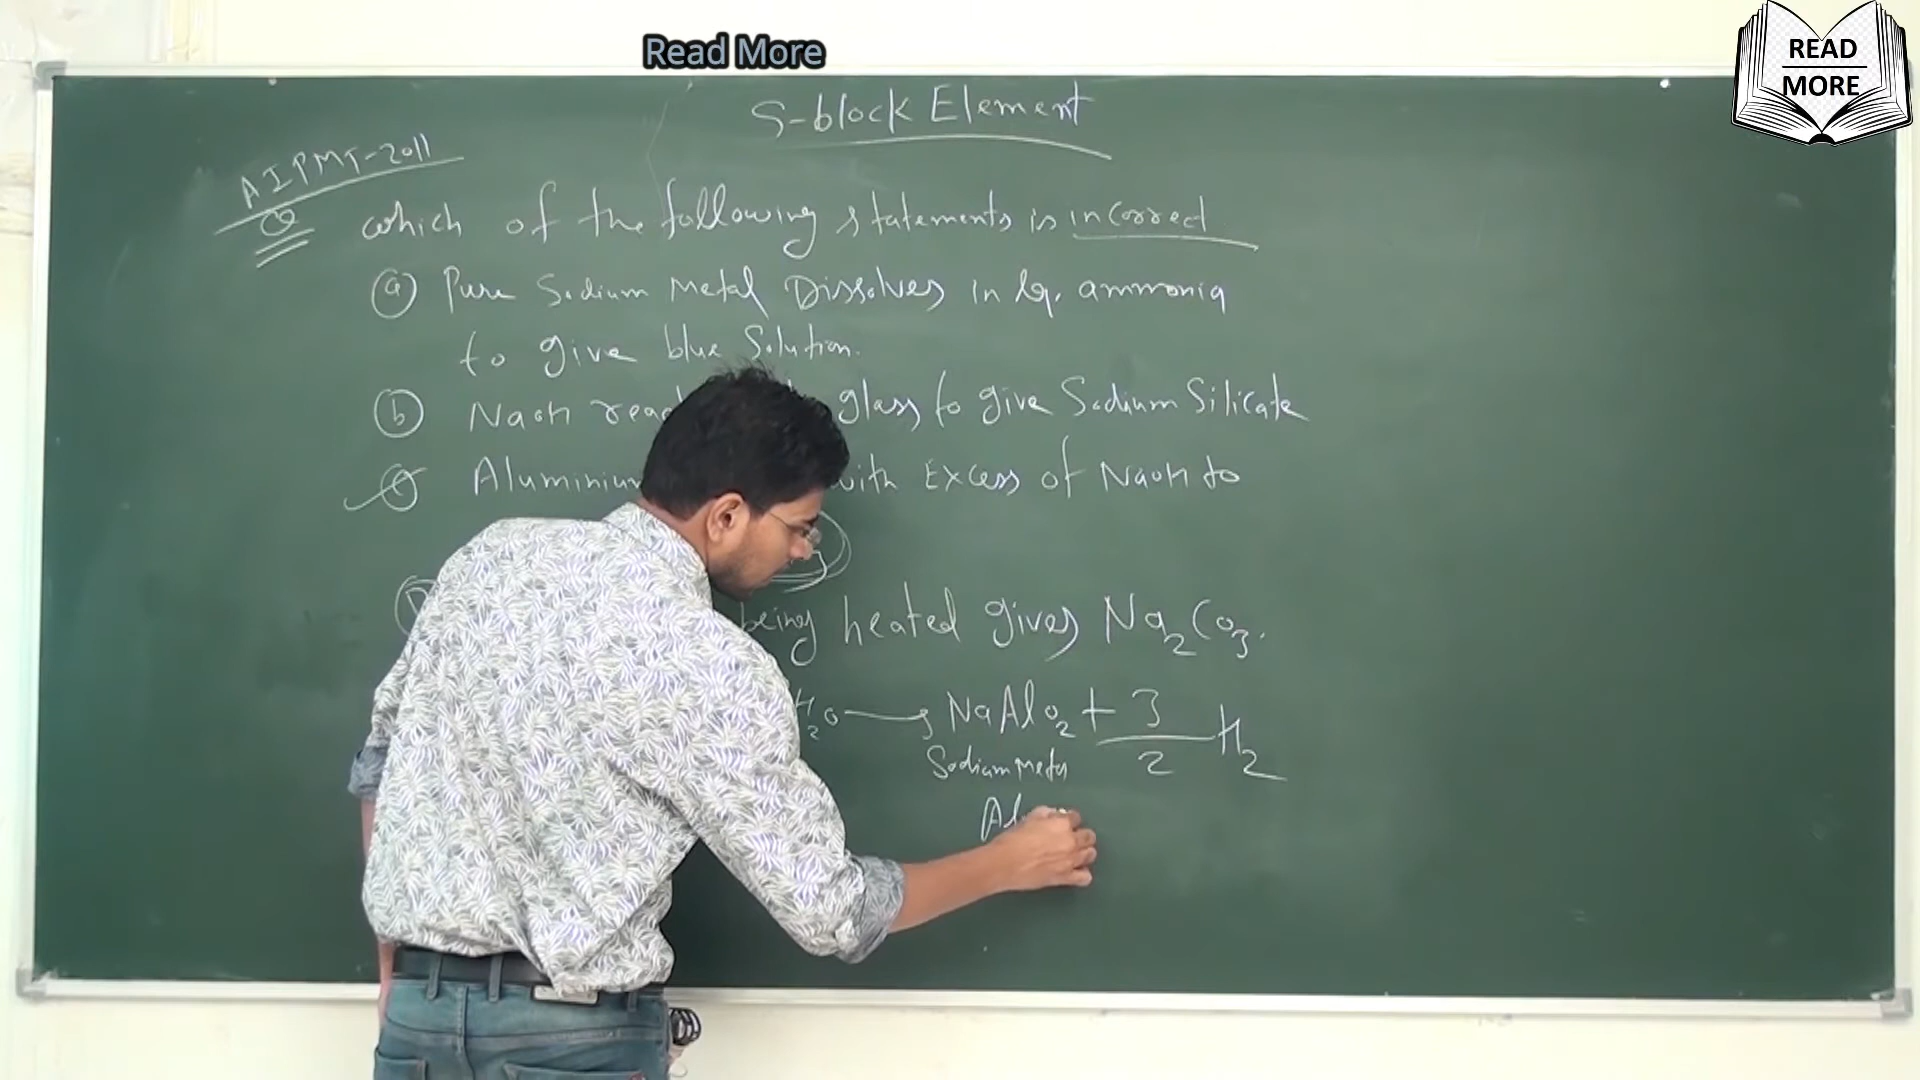 Read More
READ
MORE
S-block Element
AIPMT-2011
Q which of the following statements is incorrect
(a) Pure Sodium Metal Dissolves in liq. ammonia
to give blue Solution.
(b) NaOH glass to give Sodium Silicate
(c) Aluminium with Excess of NaOH to
being heated gives Na2CO3.
H2O → NaAlO2 + 3/2 H2
Sodium Meta
Al